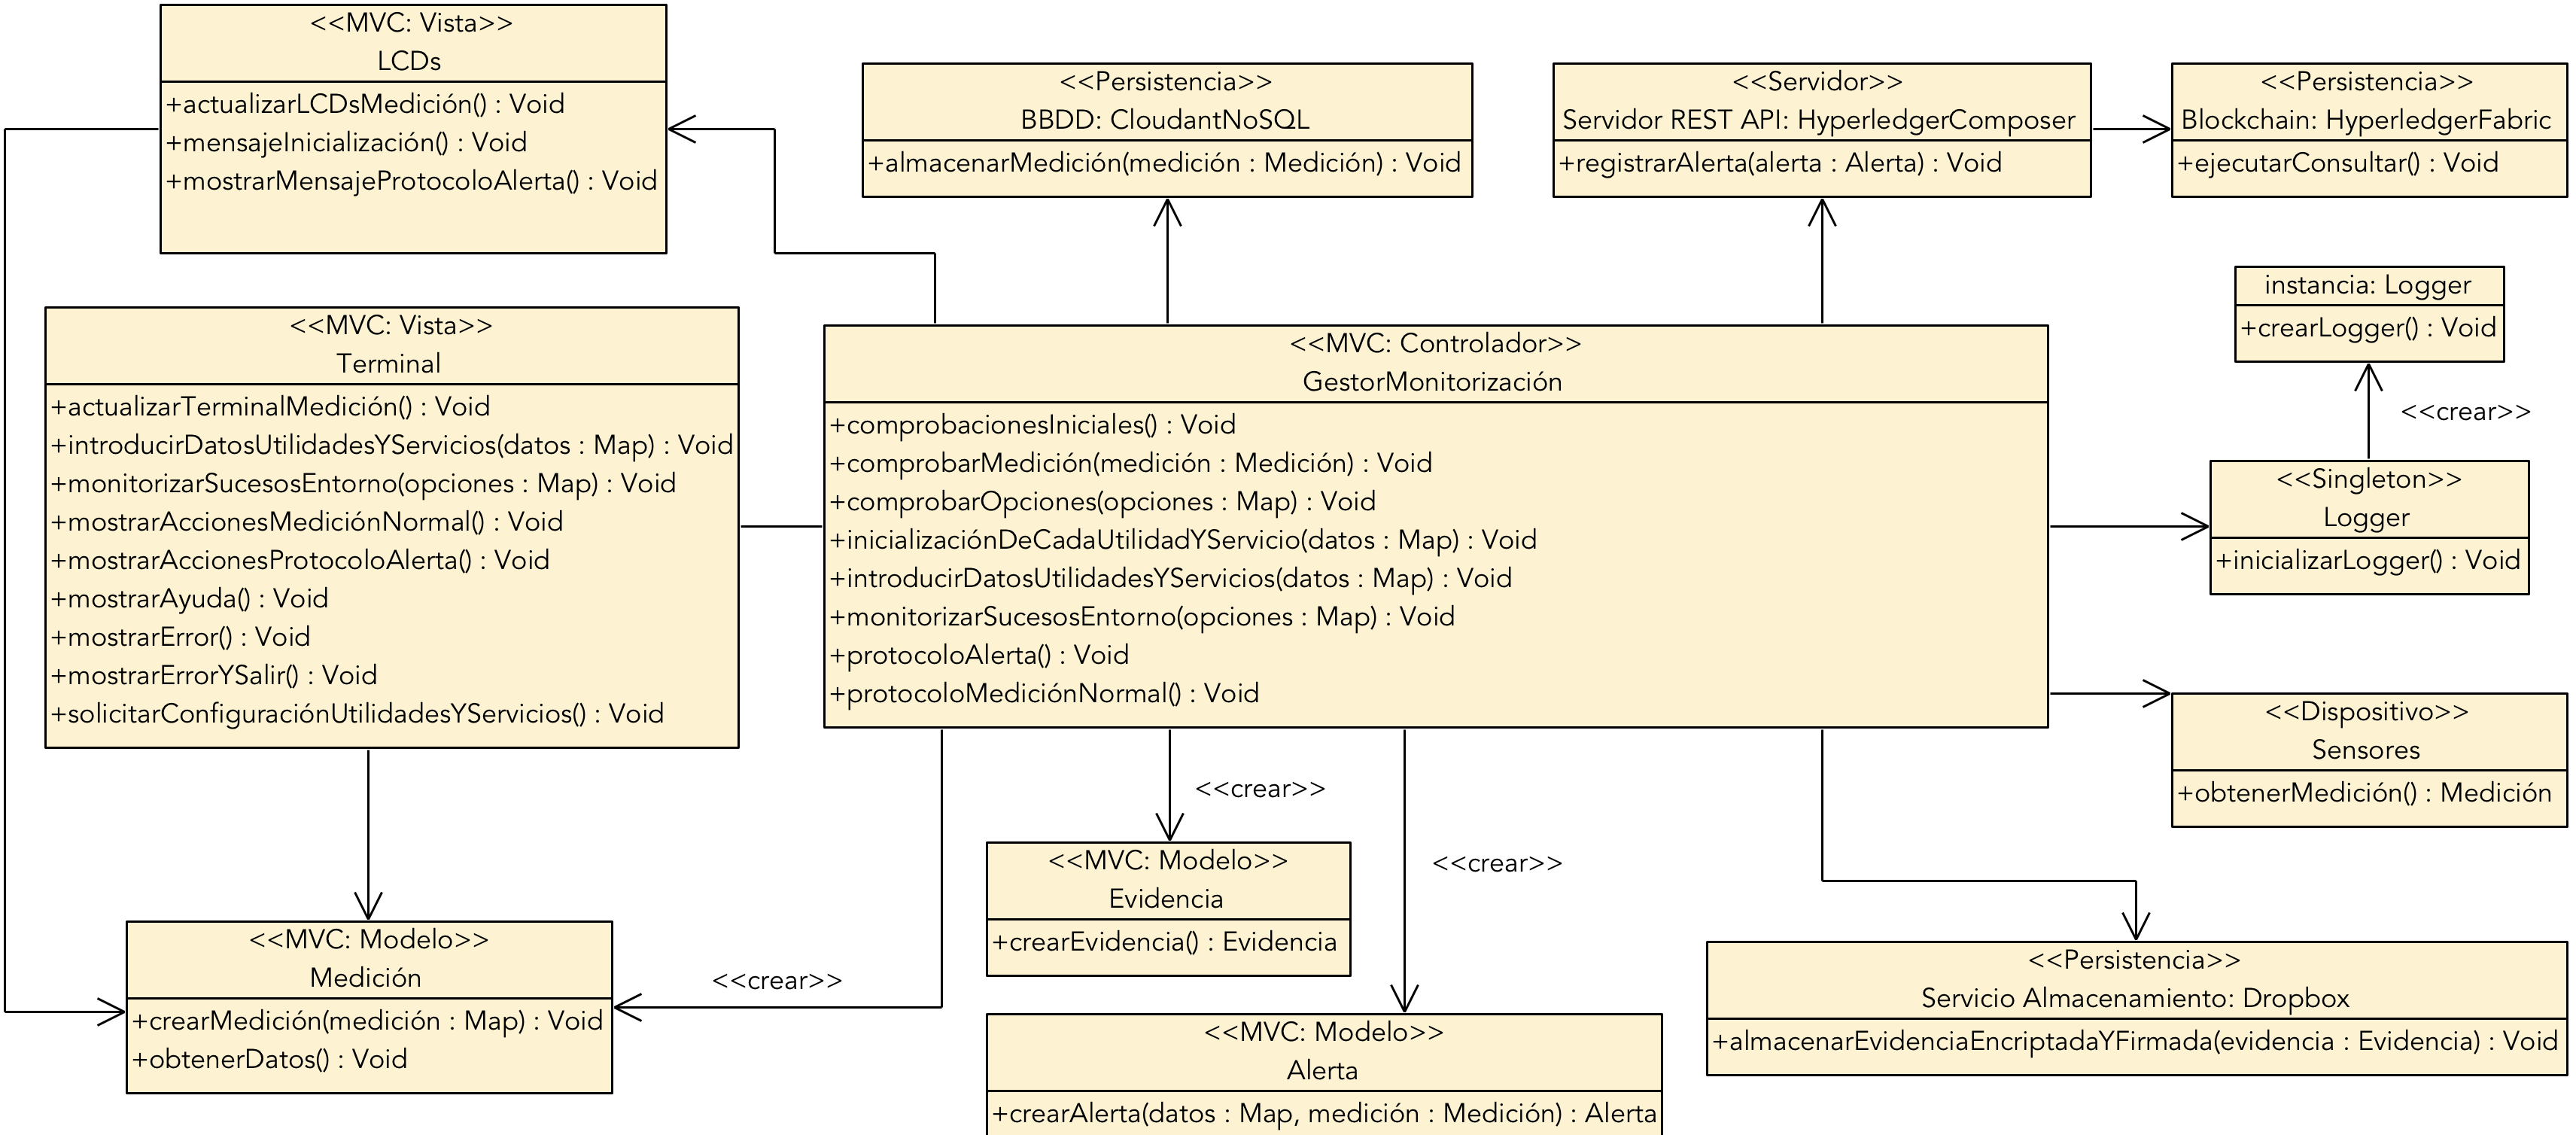 <<MVC: Vista>>
LCDs
+actualizarLCDsMedición() : Void
+mensajeInicialización() : Void
+mostrarMensajeProtocoloAlerta() : Void
<<Persistencia>>
BBDD: CloudantNoSQL
+almacenarMedición(medición : Medición) : Void
<<Servidor>>
Servidor REST API: HyperledgerComposer
+registrarAlerta(alerta : Alerta) : Void
<<Persistencia>>
Blockchain: HyperledgerFabric
+ejecutarConsultar() : Void
instancia: Logger
+crearLogger() : Void
<<crear>>
<<Singleton>>
Logger
+inicializarLogger() : Void
<<MVC: Vista>>
Terminal
+actualizarTerminalMedición() : Void
+introducirDatosUtilidadesYServicios(datos : Map) : Void
+monitorizarSucesosEntorno(opciones : Map) : Void
+mostrarAccionesMediciónNormal() : Void
+mostrarAccionesProtocoloAlerta() : Void
+mostrarAyuda() : Void
+mostrarError() : Void
+mostrarErrorYSalir() : Void
+solicitarConfiguraciónUtilidadesYServicios() : Void
<<MVC: Controlador>>
GestorMonitorización
+comprobacionesIniciales() : Void
+comprobarMedición(medición : Medición) : Void
+comprobarOpciones(opciones : Map) : Void
+inicializaciónDeCadaUtilidadYServicio(datos : Map) : Void
+introducirDatosUtilidadesYServicios(datos : Map) : Void
+monitorizarSucesosEntorno(opciones : Map) : Void
+protocoloAlerta() : Void
+protocoloMediciónNormal() : Void
<<Dispositivo>>
Sensores
+obtenerMedición() : Medición
<<crear>>
<<MVC: Modelo>>
Evidencia
+crearEvidencia() : Evidencia
<<crear>>
<<MVC: Modelo>>
Medición
+crearMedición(medición : Map) : Void
+obtenerDatos() : Void
<<crear>>
<<MVC: Modelo>>
Alerta
+crearAlerta(datos : Map, medición : Medición) : Alerta
<<Persistencia>>
Servicio Almacenamiento: Dropbox
+almacenarEvidenciaEncriptadaYFirmada(evidencia : Evidencia) : Void